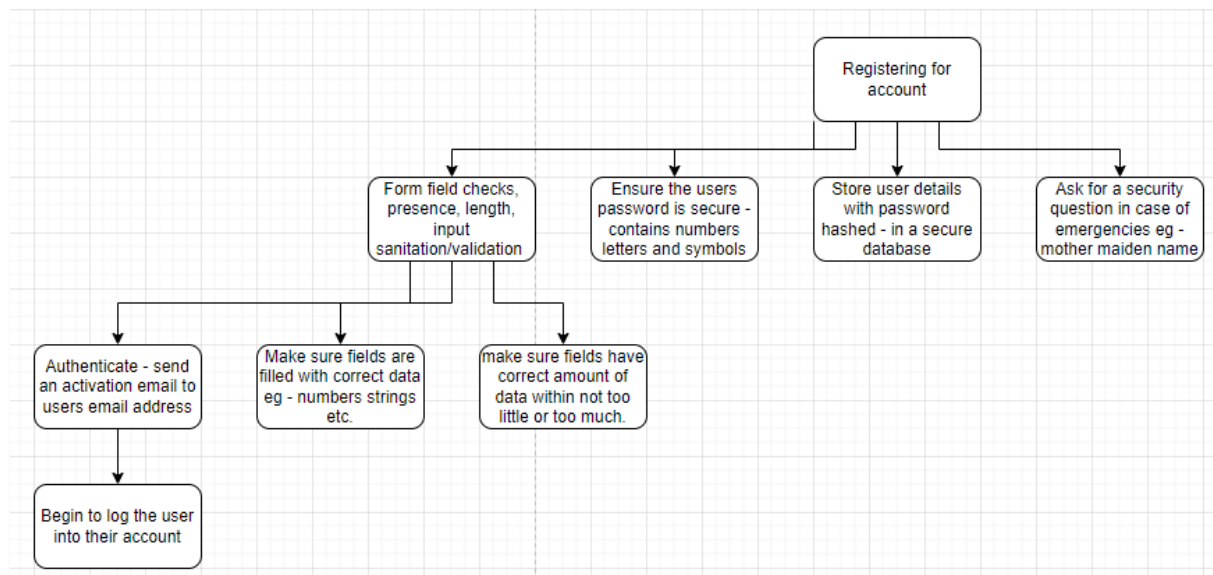 Registering for
account
Form field checks,
presence, length,
input
sanitation/validation
Ensure the users
password is secure -
contains numbers
letters and symbols
Store user details
with password
hashed - in a secure
database
Ask for a security
question in case of
emergencies eg -
mother maiden name
Authenticate - send
an activation email to
users email address
Make sure fields are
filled with correct data
eg - numbers strings
etc.
make sure fields have
correct amount of
data within not too
little or too much.
Begin to log the user
into their account